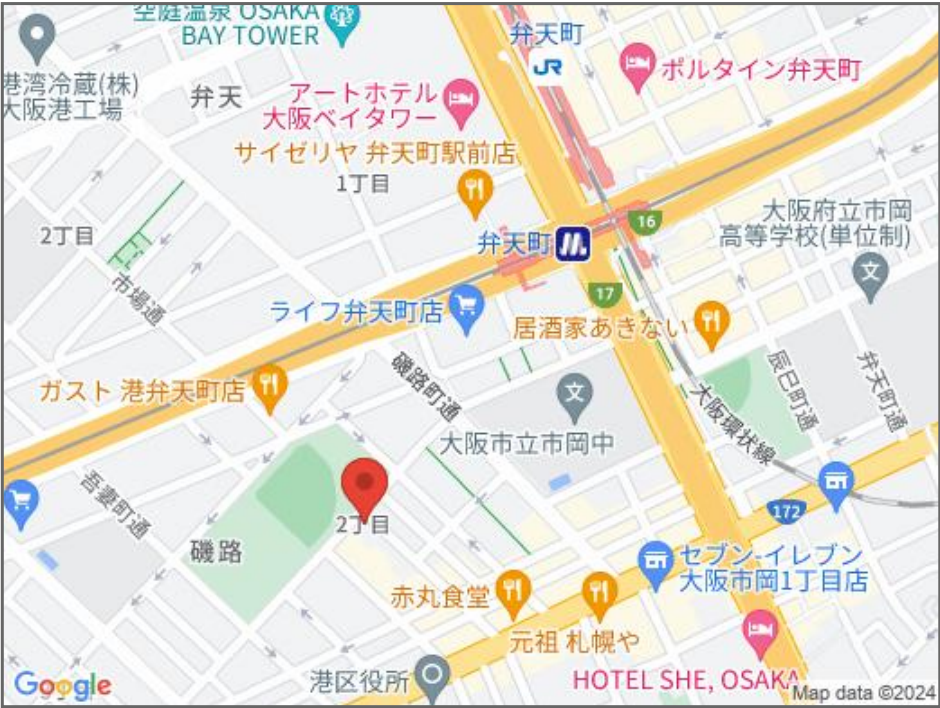 空庭温泉 OSAKA
BAY TOWER
弁天町
JR
港湾冷蔵(株)
大阪港工場
弁天
アートホテル
大阪ベイタワー
ポルタイン弁天町
サイゼリヤ 弁天町駅前店
1丁目
2丁目
16
大阪府立市岡
高等学校(単位制)
弁天町
文
市場通
17
ライフ弁天町店
居酒家あきない
磯路町通
辰巳町通
弁天町通
ガスト 港弁天町店
文
大阪環状線
大阪市立市岡中
吾妻町通
172
2丁目
磯路
セブン-イレブン
大阪市岡1丁目店
赤丸食堂
元祖 札幌や
港区役所
HOTEL SHE, OSAKA
Google
Map data ©2024